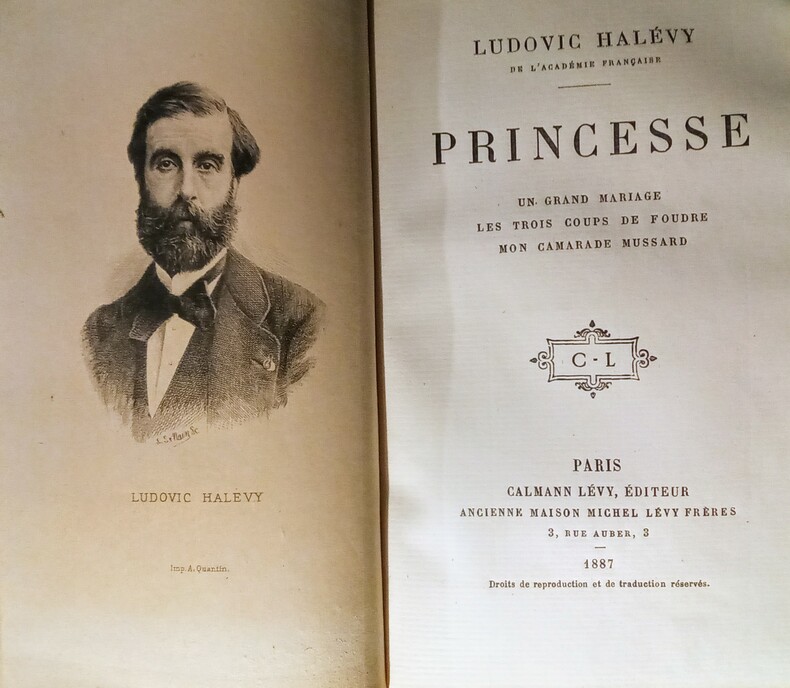 LUDOVIC HALÉVY
Imp. A. Quantin.
LUDOVIC HALÉVY
DE L'ACADÉMIE FRANÇAISE
PRINCESSE
UN GRAND MARIAGE
LES TROIS COUPS DE FOUDRE
MON CAMARADE MUSSARD
C-L
PARIS
CALMANN LÉVY, ÉDITEUR
ANCIENNE MAISON MICHEL LÉVY FRÈRES
3, RUE AUBER, 3
1887
Droits de reproduction et de traduction réservés.